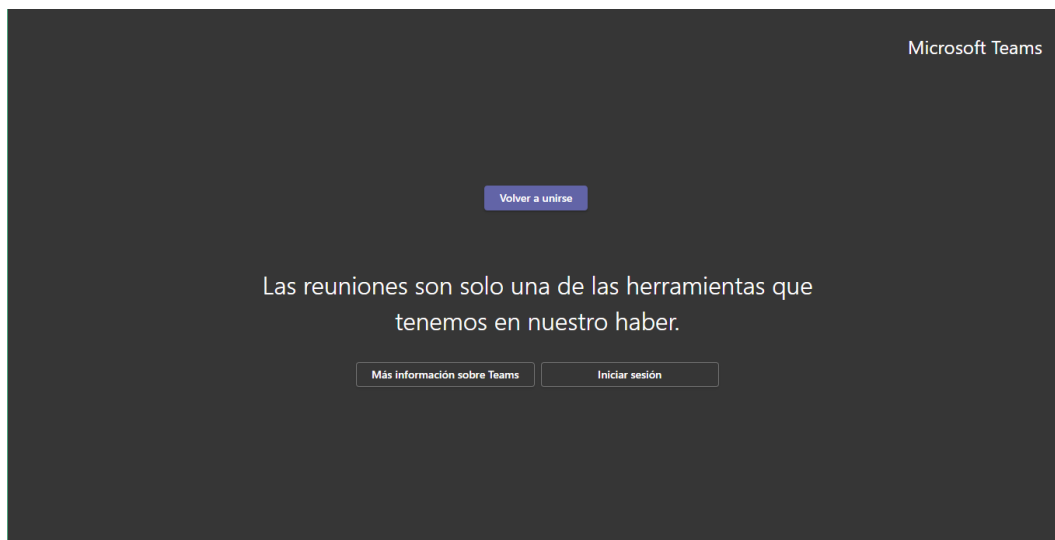 Microsoft Teams
Volver a unirse
Las reuniones son solo una de las herramientas que
tenemos en nuestro haber.
Más información sobre Teams
Iniciar sesión